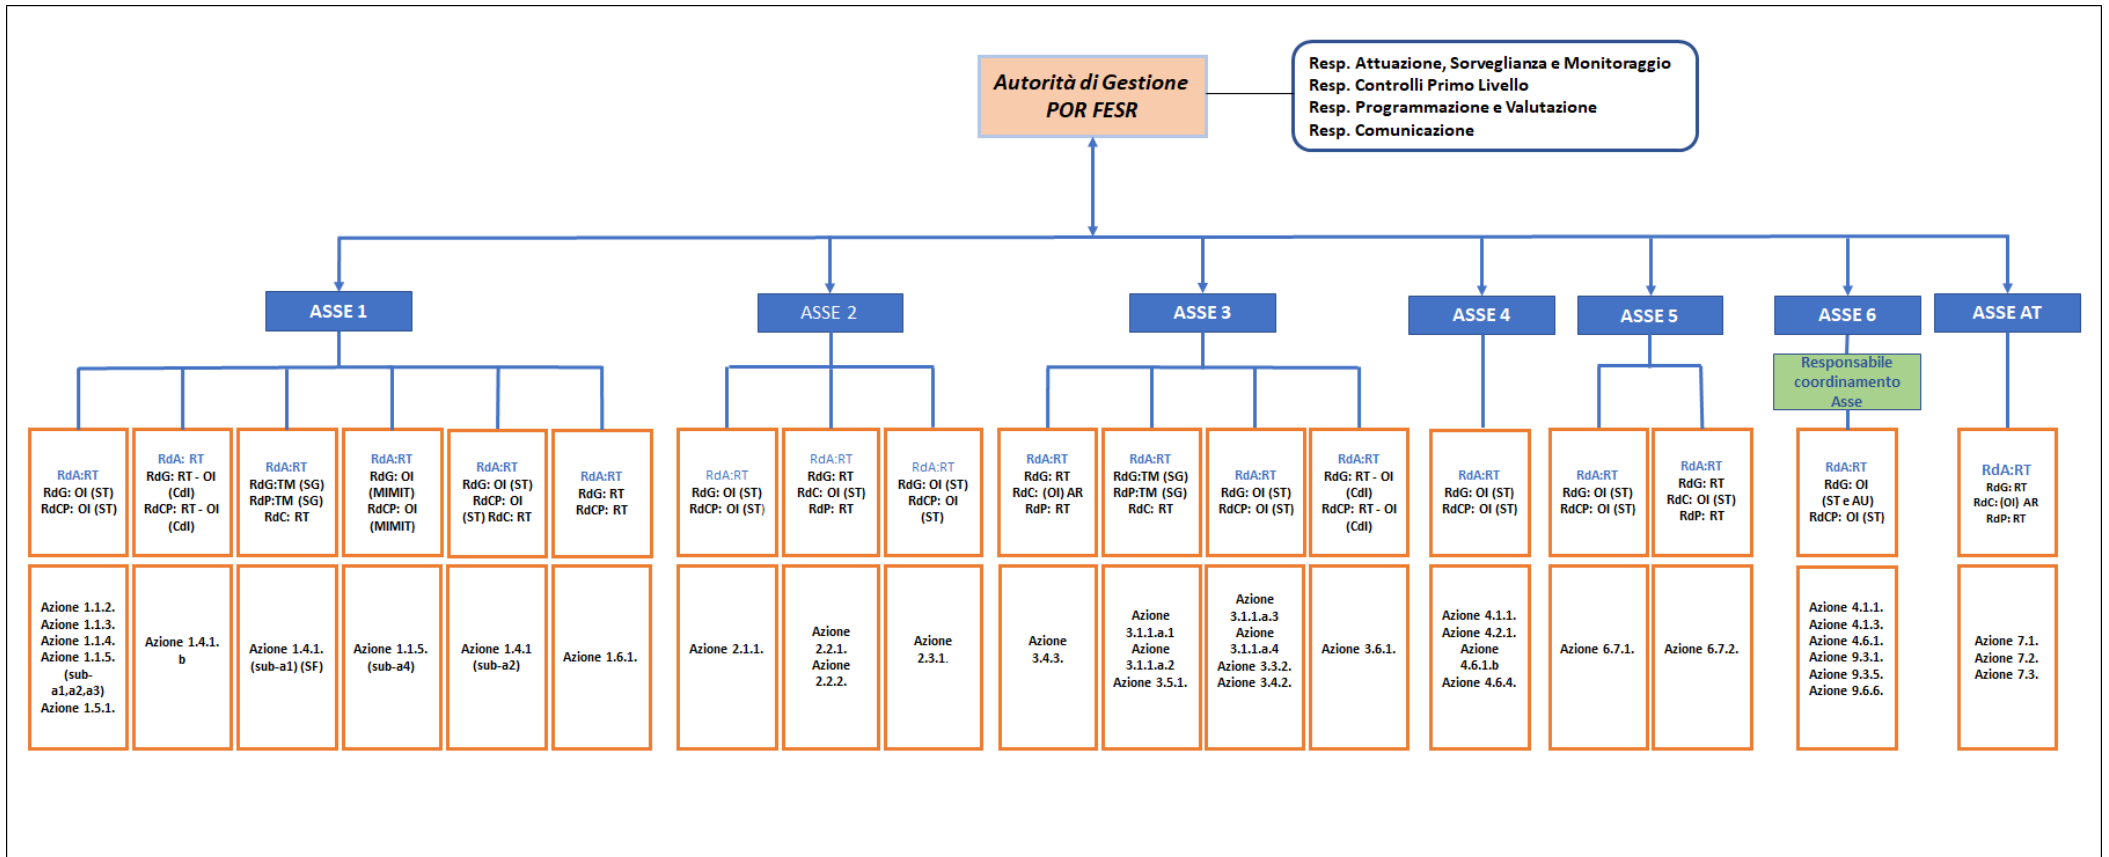 Autorità di Gestione
POR FESR
Resp. Attuazione, Sorveglianza e Monitoraggio
Resp. Controlli Primo Livello
Resp. Programmazione e Valutazione
Resp. Comunicazione
ASSE 1
ASSE 2
ASSE 3
ASSE 4
ASSE 5
ASSE 6
ASSE AT
Responsabile
coordinamento
Asse
RdA:RT
RdG: OI (ST)
RdCP: OI (ST)
RdA: RT
RdG: RT - OI
(CdI)
RdCP: RT - OI
(CdI)
RdA:RT
RdG:TM (SG)
RdP:TM (SG)
RdC: RT
RdA:RT
RdG: OI
(MIMIT)
RdCP: OI
(MIMIT)
RdA:RT
RdG: OI (ST)
RdCP: OI
(ST) RdC: RT
RdA:RT
RdG: RT
RdCP: RT
RdA:RT
RdG: OI (ST)
RdCP: OI (ST)
RdA:RT
RdG: RT
RdC: OI (ST)
RdP: RT
RdA:RT
RdG: OI (ST)
RdCP: OI
(ST)
RdA:RT
RdG: RT
RdC: (OI) AR
RdP: RT
RdA:RT
RdG:TM (SG)
RdP:TM (SG)
RdC: RT
RdA:RT
RdG: OI (ST)
RdCP: OI (ST)
RdA:RT
RdG: RT - OI
(CdI)
RdCP: RT - OI
(CdI)
RdA:RT
RdG: OI (ST)
RdCP: OI (ST)
RdA:RT
RdG: OI (ST)
RdCP: OI (ST)
RdA:RT
RdG: RT
RdC: OI (ST)
RdP: RT
RdA:RT
RdG: OI
(ST e AU)
RdCP: OI (ST)
RdA:RT
RdG: RT
RdC: (OI) AR
RdP: RT
Azione 1.1.2.
Azione 1.1.3.
Azione 1.1.4.
Azione 1.1.5.
(sub-
a1,a2,a3)
Azione 1.5.1.
Azione 1.4.1.
b
Azione 1.4.1.
(sub-a1) (SF)
Azione 1.1.5.
(sub-a4)
Azione 1.4.1
(sub-a2)
Azione 1.6.1.
Azione 2.1.1.
Azione
2.2.1.
Azione
2.2.2.
Azione
2.3.1.
Azione
3.4.3.
Azione
3.1.1.a.1
Azione
3.1.1.a.2
Azione 3.5.1.
Azione
3.1.1.a.3
Azione
3.1.1.a.4
Azione 3.3.2.
Azione 3.4.2.
Azione 3.6.1.
Azione 4.1.1.
Azione 4.2.1.
Azione
4.6.1.b
Azione 4.6.4.
Azione 6.7.1.
Azione 6.7.2.
Azione 4.1.1.
Azione 4.1.3.
Azione 4.6.1.
Azione 9.3.1.
Azione 9.3.5.
Azione 9.6.6.
Azione 7.1.
Azione 7.2.
Azione 7.3.